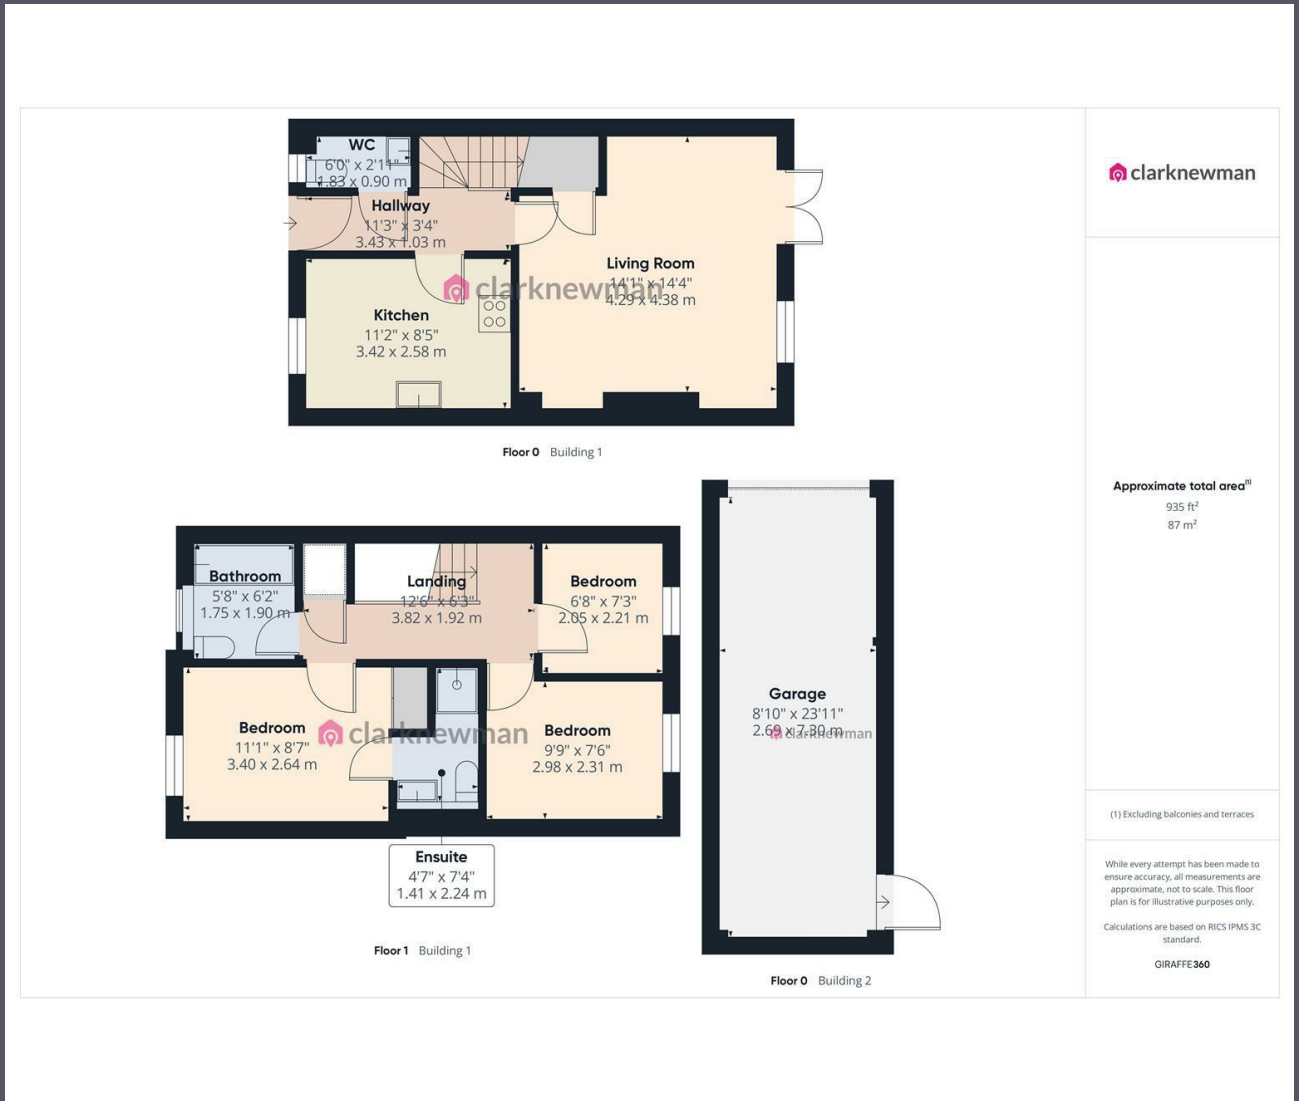 WC
6'0" x 2'11"
1.83 x 0.90 m
Hallway
11'3" x 3'4"
3.43 x 1.03 m
Living Room
14'1" x 14'4"
4.29 x 4.38 m
clarknewman
Kitchen
11'2" x 8'5"
3.42 x 2.58 m
Floor 0 Building 1
Bathroom
5'8" x 6'2"
1.75 x 1.90 m
Landing
12'6" x 6'3"
3.82 x 1.92 m
Bedroom
6'8" x 7'3"
2.05 x 2.21 m
Bedroom
11'1" x 8'7"
3.40 x 2.64 m
clarknewman
Bedroom
9'9" x 7'6"
2.98 x 2.31 m
Ensuite
4'7" x 7'4"
1.41 x 2.24 m
Floor 1 Building 1
Garage
8'10" x 23'11"
2.69 x 7.30 m
clarknewman
Floor 0 Building 2
clarknewman
Approximate total area(1)
935 ft²
87 m²
(1) Excluding balconies and terraces
While every attempt has been made to
ensure accuracy, all measurements are
approximate, not to scale. This floor
plan is for illustrative purposes only.
Calculations are based on RICS IPMS 3C
standard.
GIRAFFE360